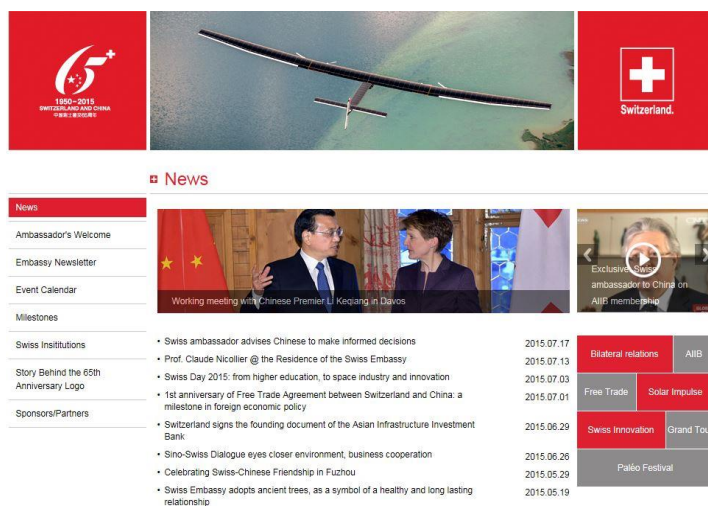 65+
1950-2015
SWITZERLAND AND CHINA
Switzerland.
News
News
Ambassador's Welcome
Embassy Newsletter
Event Calendar
Milestones
Swiss Insititutions
Story Behind the 65th
Anniversary Logo
Sponsors/Partners
Working meeting with Chinese Premier Li Keqiang in Davos
Exclusive: Swiss
ambassador to China on
AIIB membership
Swiss ambassador advises Chinese to make informed decisions 2015.07.17
Prof. Claude Nicollier @ the Residence of the Swiss Embassy 2015.07.13
Swiss Day 2015: from higher education, to space industry and innovation 2015.07.03
1st anniversary of Free Trade Agreement between Switzerland and China: a 2015.07.01
milestone in foreign economic policy
Switzerland signs the founding document of the Asian Infrastructure Investment 2015.06.29
Bank
Sino-Swiss Dialogue eyes closer environment, business cooperation 2015.06.26
Celebrating Swiss-Chinese Friendship in Fuzhou 2015.05.29
Swiss Embassy adopts ancient trees, as a symbol of a healthy and long lasting 2015.05.19
relationship
Bilateral relations AIIB
Free Trade Solar Impulse
Swiss Innovation Grand Tou
Paléo Festival